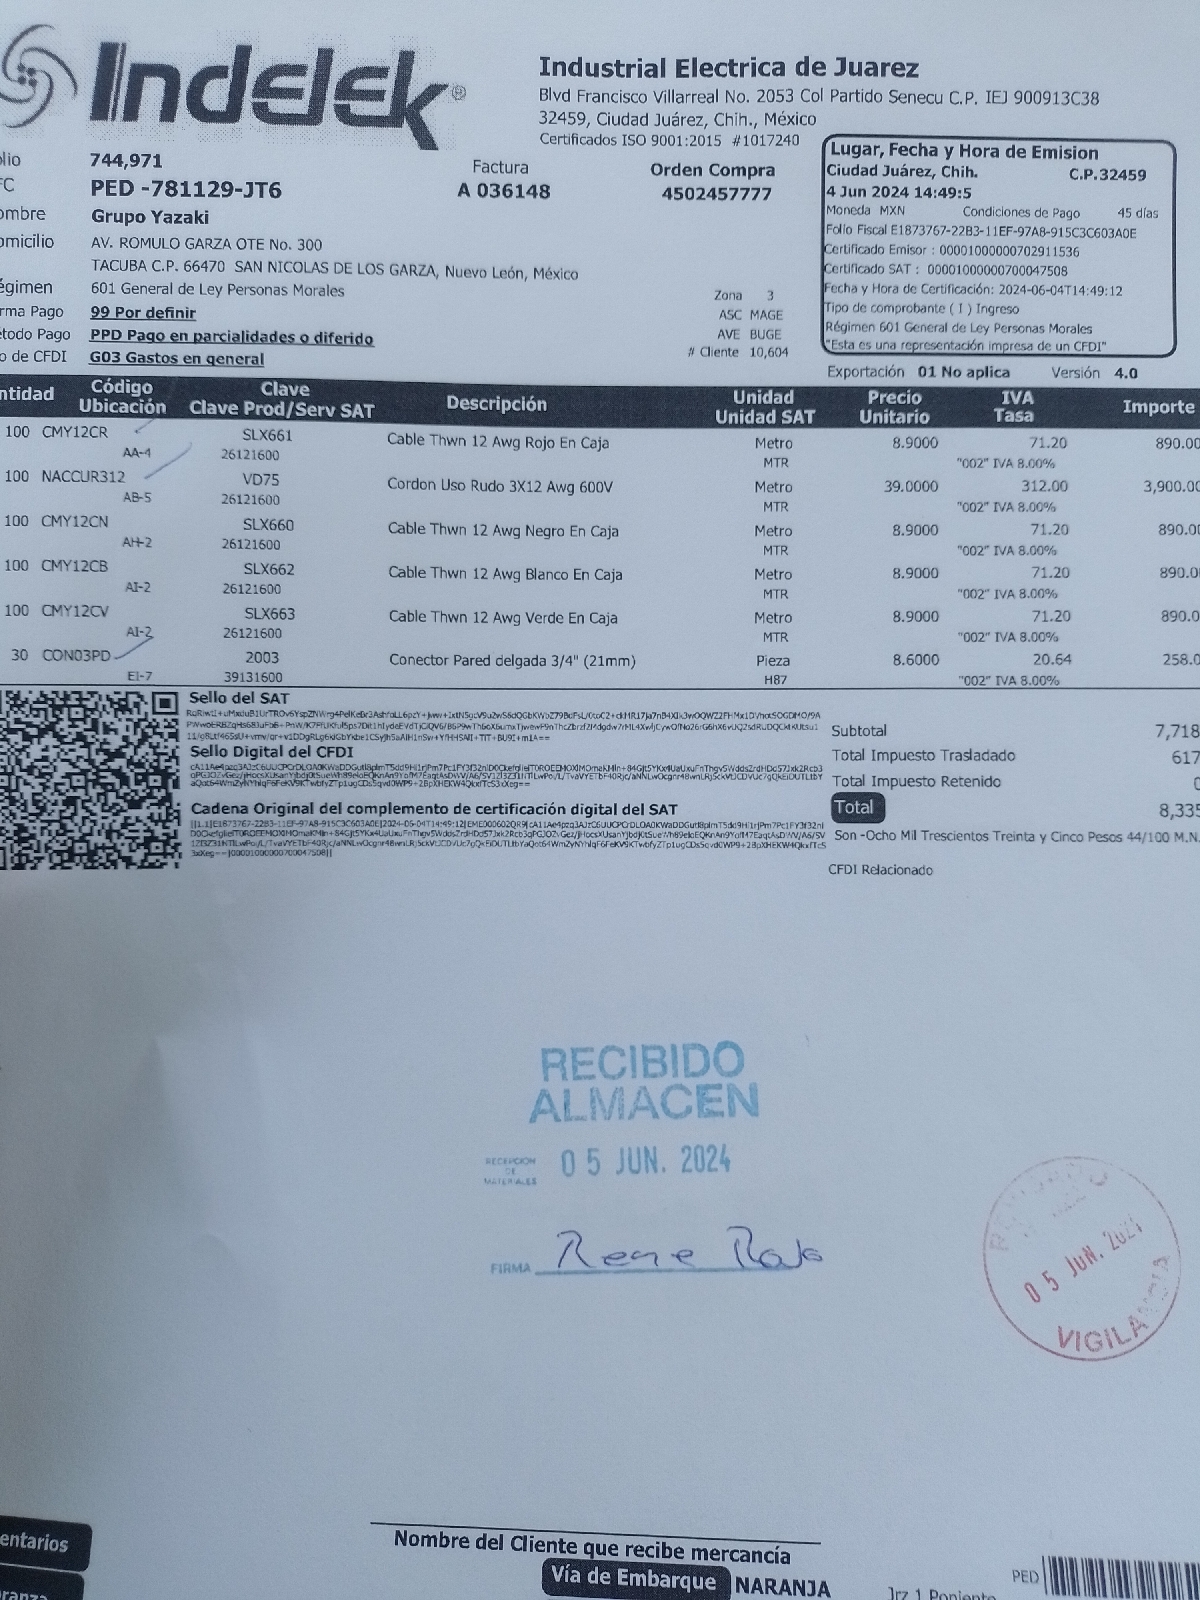 Indelek®
Industrial Electrica de Juarez
Blvd Francisco Villarreal No. 2053 Col Partido Senecu C.P. IEJ 900913C38
32459, Ciudad Juárez, Chih., México
Certificados ISO 9001:2015 #1017240
lio 744,971
C PED -781129-JT6
Factura
A 036148
Orden Compra
4502457777
ombre Grupo Yazaki
omicilio AV. ROMULO GARZA OTE No. 300
TACUBA C.P. 66470 SAN NICOLAS DE LOS GARZA, Nuevo León, México
égimen 601 General de Ley Personas Morales
rma Pago 99 Por definir
étodo Pago PPD Pago en parcialidades o diferido
o de CFDI G03 Gastos en general
Zona 3
ASC MAGE
AVE BUGE
# Cliente 10,604
Lugar, Fecha y Hora de Emision
Ciudad Juárez, Chih. C.P.32459
4 Jun 2024 14:49:5
Moneda MXN Condiciones de Pago 45 días
Folio Fiscal E1873767-22B3-11EF-97A8-915C3C603A0E
Certificado Emisor : 00001000000702911536
Certificado SAT : 00001000000700047508
Fecha y Hora de Certificación: 2024-06-04T14:49:12
Tipo de comprobante ( I ) Ingreso
Régimen 601 General de Ley Personas Morales
"Esta es una representación impresa de un CFDI"
Exportación 01 No aplica Versión 4.0
ntidad Código Clave Descripción Unidad Precio IVA Importe
Ubicación Clave Prod/Serv SAT Unidad SAT Unitario Tasa
100 CMY12CR SLX661 Cable Thwn 12 Awg Rojo En Caja Metro 8.9000 71.20 890.00
AA-4 26121600 MTR "002" IVA 8.00%
100 NACCUR312 VD75 Cordon Uso Rudo 3X12 Awg 600V Metro 39.0000 312.00 3,900.00
AB-5 26121600 MTR "002" IVA 8.00%
100 CMY12CN SLX660 Cable Thwn 12 Awg Negro En Caja Metro 8.9000 71.20 890.00
AH-2 26121600 MTR "002" IVA 8.00%
100 CMY12CB SLX662 Cable Thwn 12 Awg Blanco En Caja Metro 8.9000 71.20 890.0
AI-2 26121600 MTR "002" IVA 8.00%
100 CMY12CV SLX663 Cable Thwn 12 Awg Verde En Caja Metro 8.9000 71.20 890.0
AI-2 26121600 MTR "002" IVA 8.00%
30 CON03PD 2003 Conector Pared delgada 3/4" (21mm) Pieza 8.6000 20.64 258.0
EI-7 39131600 H87 "002" IVA 8.00%
Sello del SAT
Sello Digital del CFDI
Cadena Original del complemento de certificación digital del SAT
Subtotal 7,718
Total Impuesto Trasladado 617
Total Impuesto Retenido 0
Total 8,335
Son -Ocho Mil Trescientos Treinta y Cinco Pesos 44/100 M.N.
CFDI Relacionado
RECIBIDO
ALMACEN
RECEPCION
DE
MATERIALES
05 JUN. 2024
FIRMA Rene Rojo
05 JUN. 2024
VIGILANCIA
entarios
Nombre del Cliente que recibe mercancía
Vía de Embarque NARANJA
Jrz 1 Poniente
PED